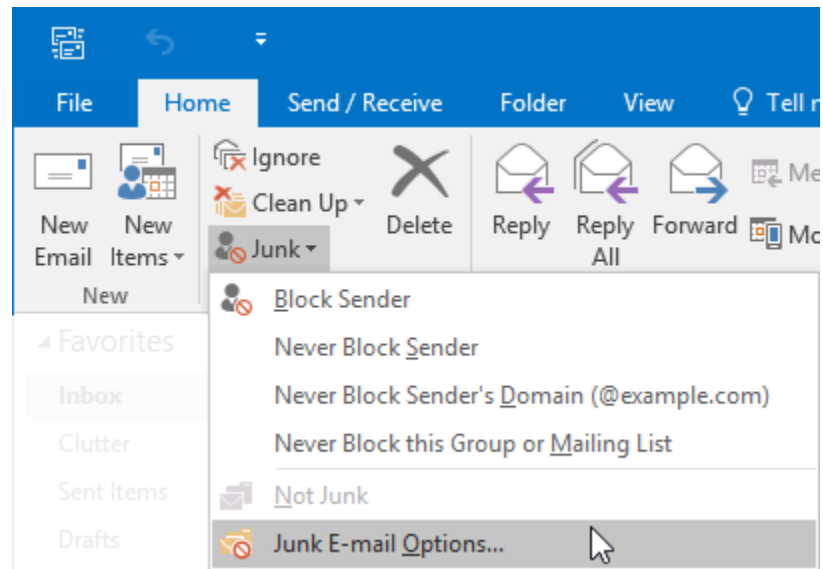 File Home Send / Receive Folder View Tell
New Email
New Items
Ignore
Clean Up
Junk
Delete
Reply
Reply All
Forward
New
Block Sender
Never Block Sender
Never Block Sender's Domain (@example.com)
Never Block this Group or Mailing List
Not Junk
Junk E-mail Options...
Favorites
Inbox
Clutter
Sent Items
Drafts